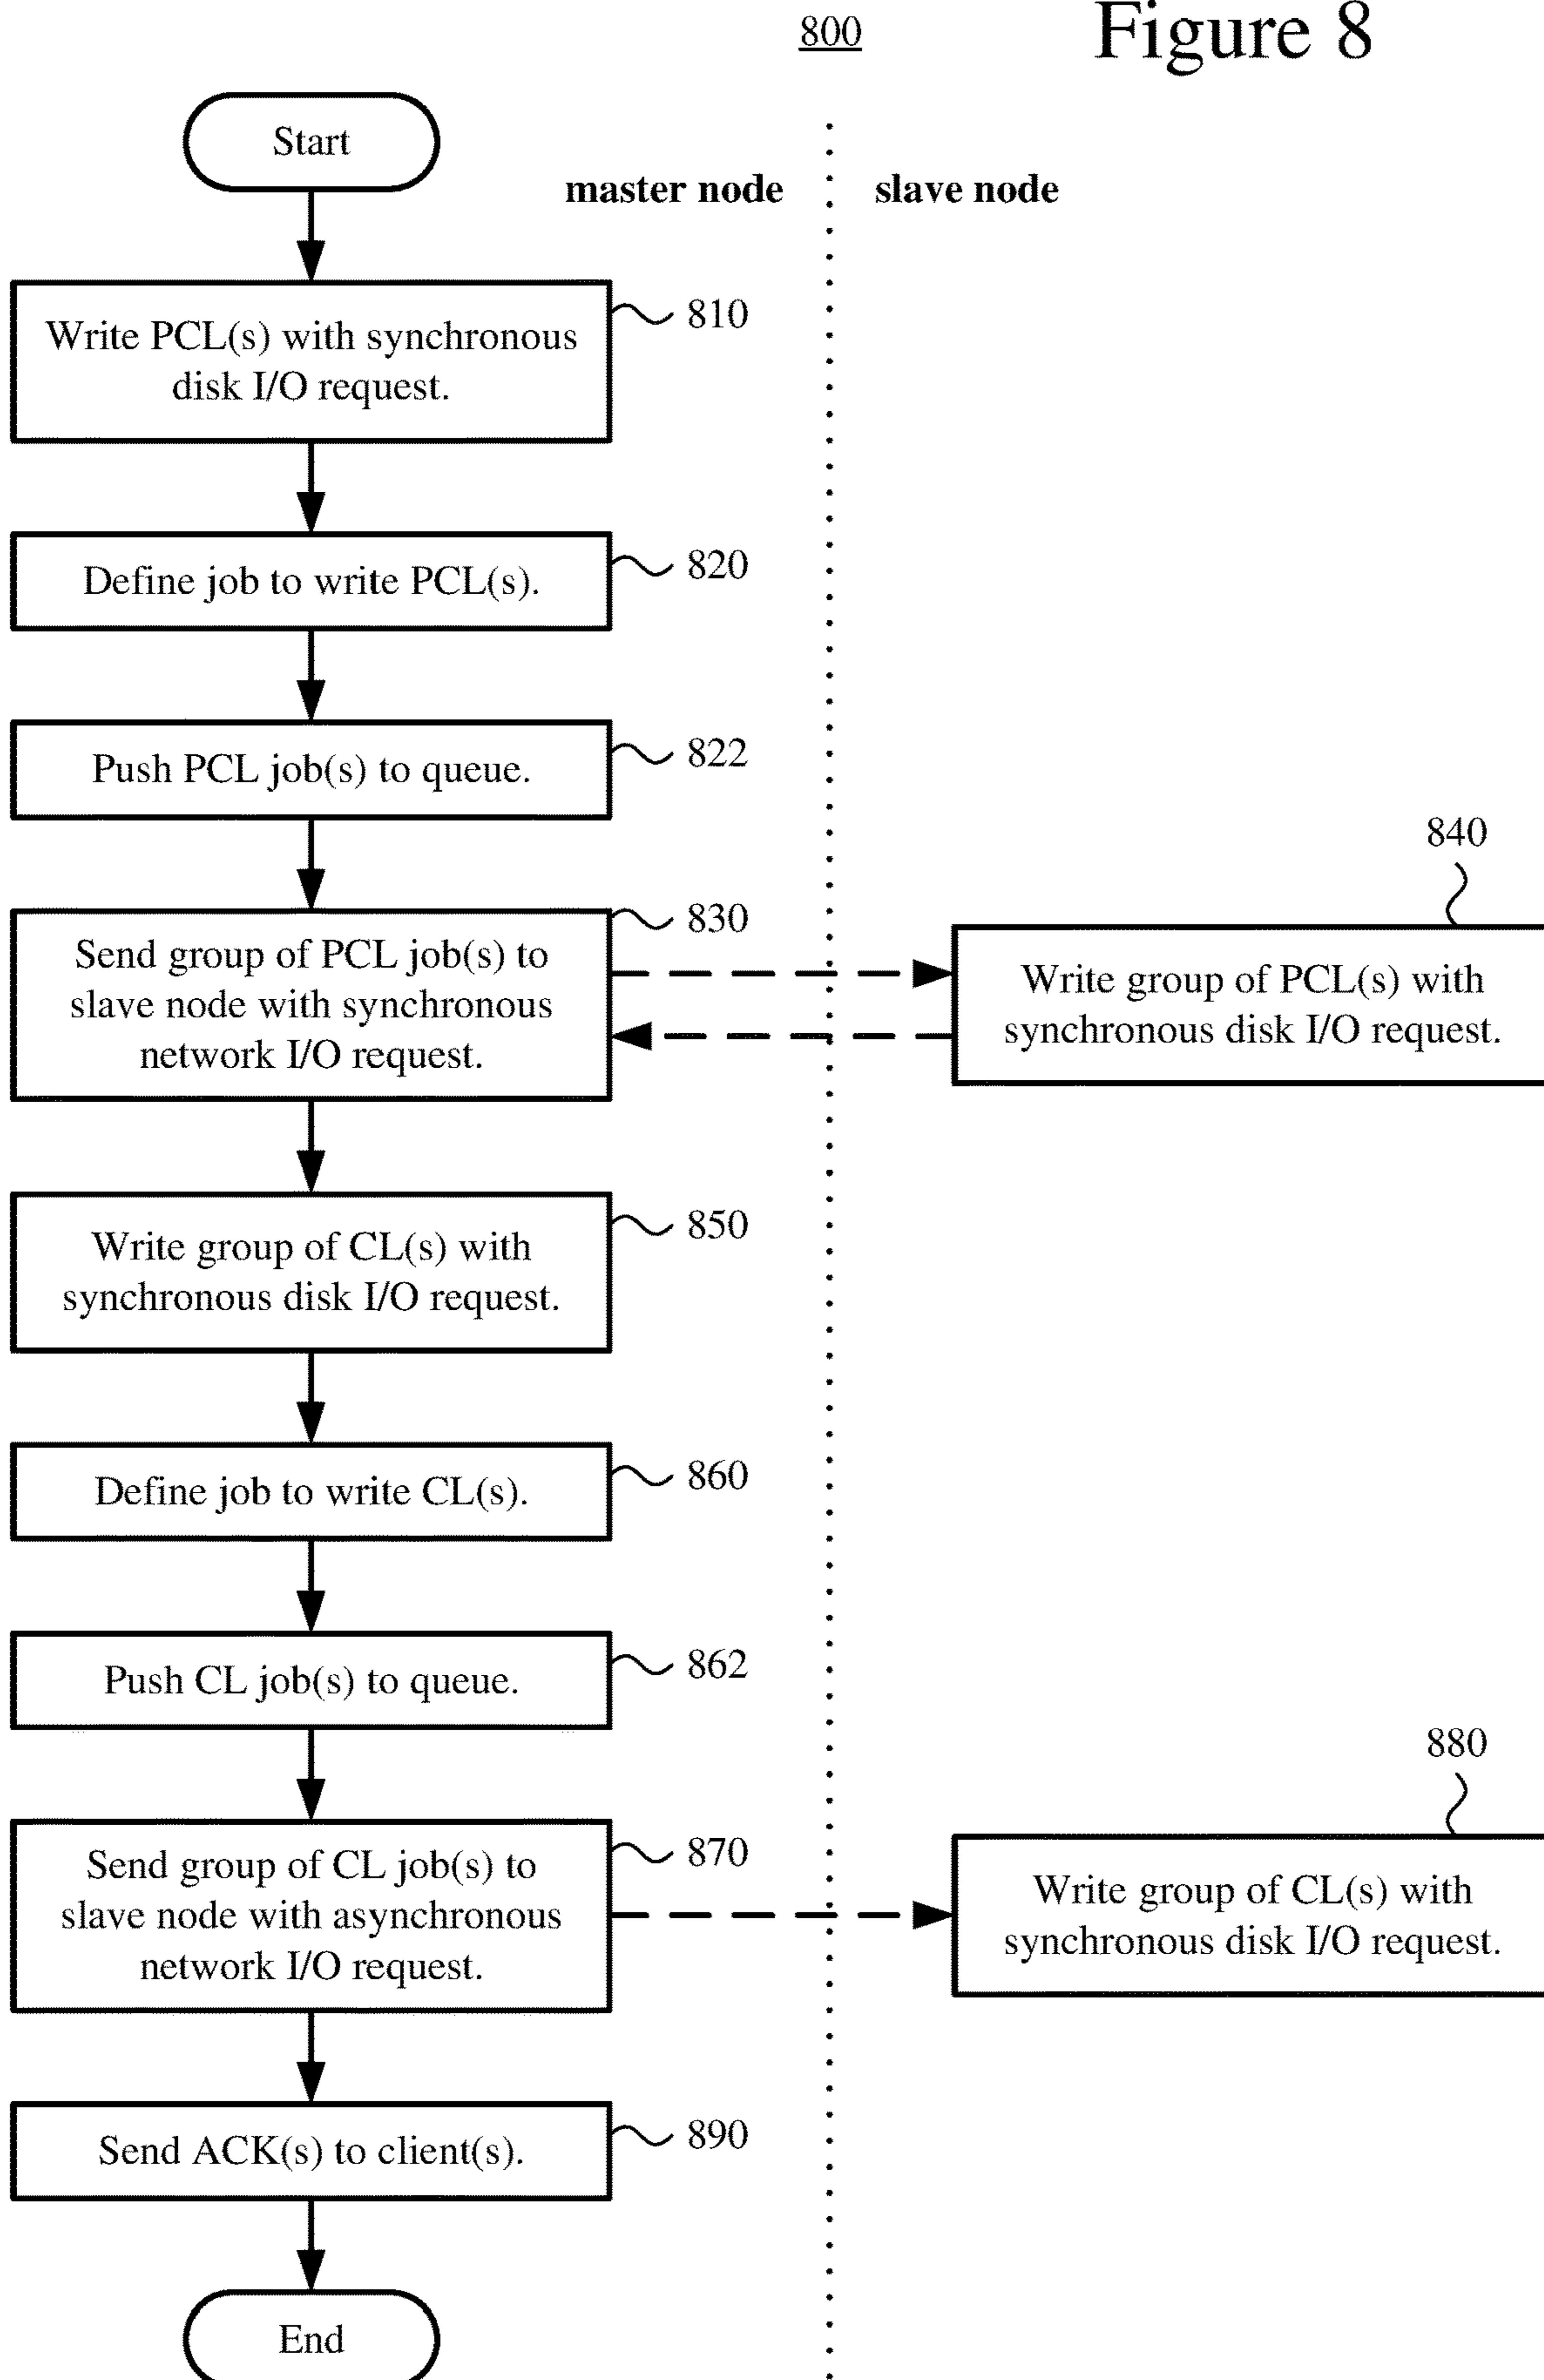 800
Figure 8
Start
master node
slave node
810
Write PCL(s) with synchronous
disk I/O request.
820
Define job to write PCL(s).
822
Push PCL job(s) to queue.
830
Send group of PCL job(s) to
slave node with synchronous
network I/O request.
840
Write group of PCL(s) with
synchronous disk I/O request.
850
Write group of CL(s) with
synchronous disk I/O request.
860
Define job to write CL(s).
862
Push CL job(s) to queue.
870
Send group of CL job(s) to
slave node with asynchronous
network I/O request.
880
Write group of CL(s) with
synchronous disk I/O request.
890
Send ACK(s) to client(s).
End